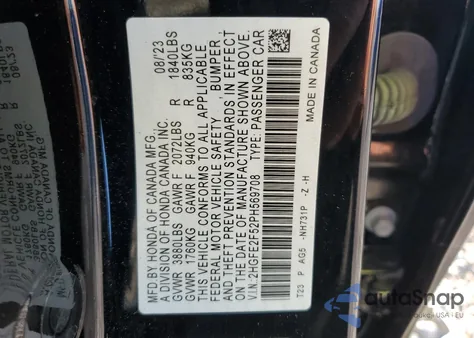 MFD.BY HONDA OF CANADA MFG. 09/23
A DIVISION OF HONDA CANADA INC.
GVWR 3880LBS GAWR F 2072LBS R 1840LBS
GVWR 1760KG GAWR F 940KG R 835KG
THIS VEHICLE CONFORMS TO ALL APPLICABLE
FEDERAL MOTOR VEHICLE SAFETY, BUMPER,
AND THEFT PREVENTION STANDARDS IN EFFECT
ON THE DATE OF MANUFACTURE SHOWN ABOVE.
V.I.N. 2HGFE2F52PH569708 TYPE: PASSENGER CAR
T23 P AG5 -NH731P -Z -H
MADE IN CANADA
autoSnap
USA & EU